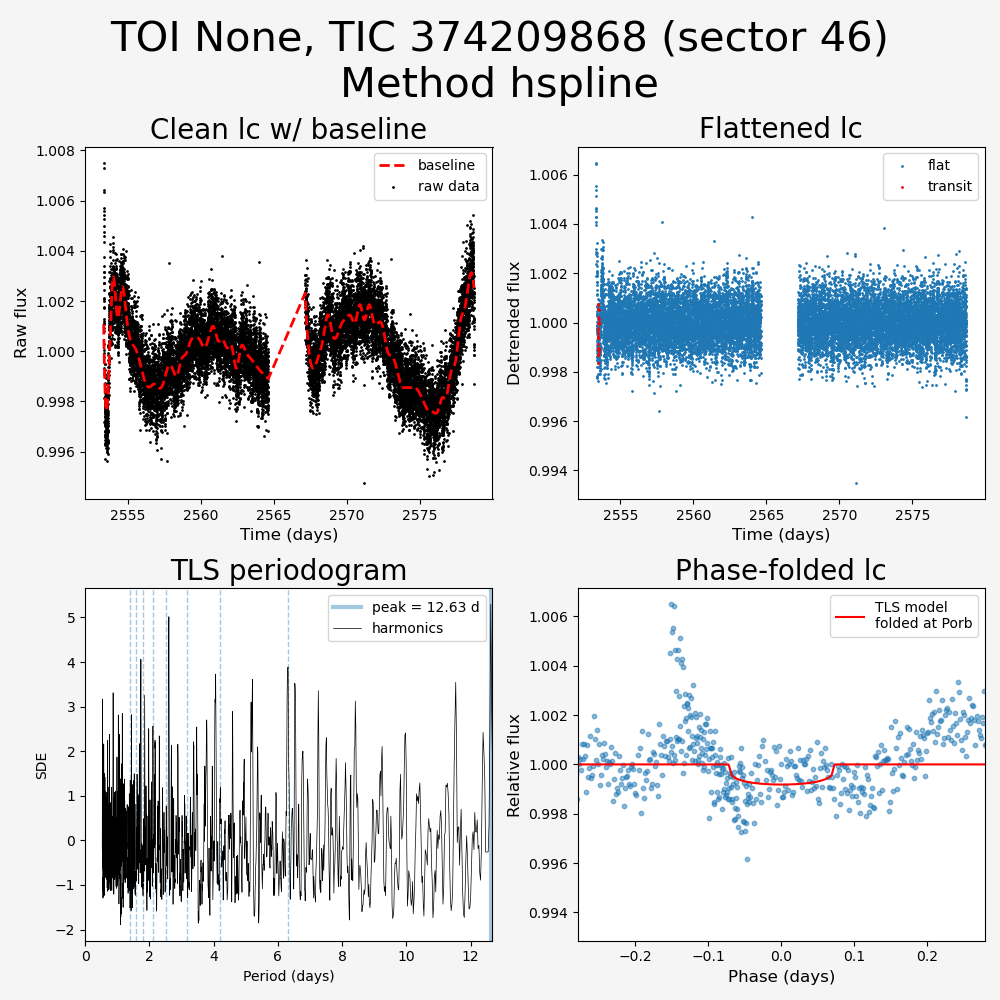 TOI None, TIC 374209868 (sector 46)
Method hspline
Clean lc w/ baseline
Raw flux
1.008
1.006
1.004
1.002
1.000
0.998
0.996
baseline
raw data
2555
2560
2565
2570
2575
Time (days)
Flattened lc
Detrended flux
1.006
1.004
1.002
1.000
0.998
0.996
0.994
flat
transit
2555
2560
2565
2570
2575
Time (days)
TLS periodogram
SDE
5
4
3
2
1
0
−1
−2
peak = 12.63 d
harmonics
0
2
4
6
8
10
12
Period (days)
Phase-folded lc
Relative flux
1.006
1.004
1.002
1.000
0.998
0.996
0.994
TLS model
folded at Porb
−0.2
−0.1
0.0
0.1
0.2
Phase (days)